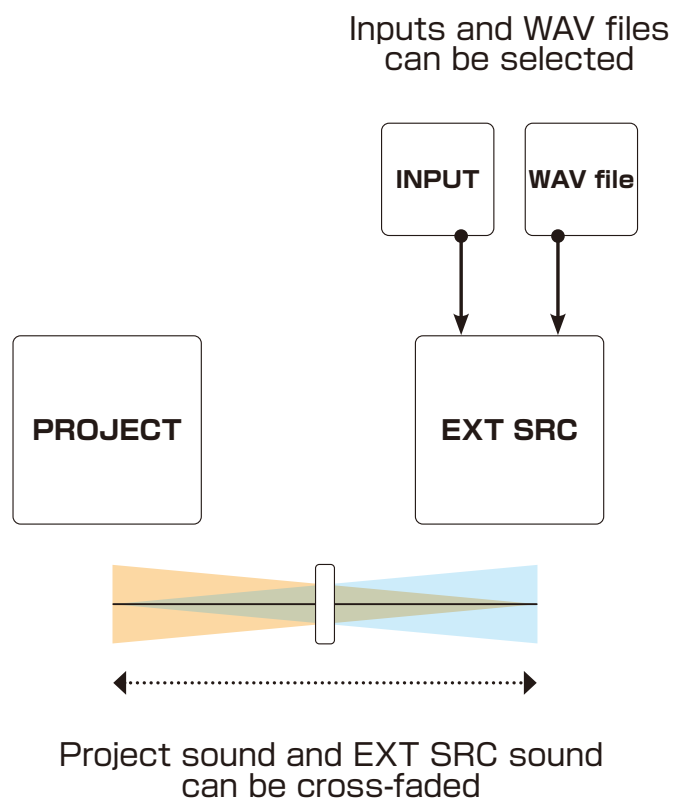 Inputs and WAV files
can be selected
INPUT
WAV file
PROJECT
EXT SRC
Project sound and EXT SRC sound
can be cross-faded